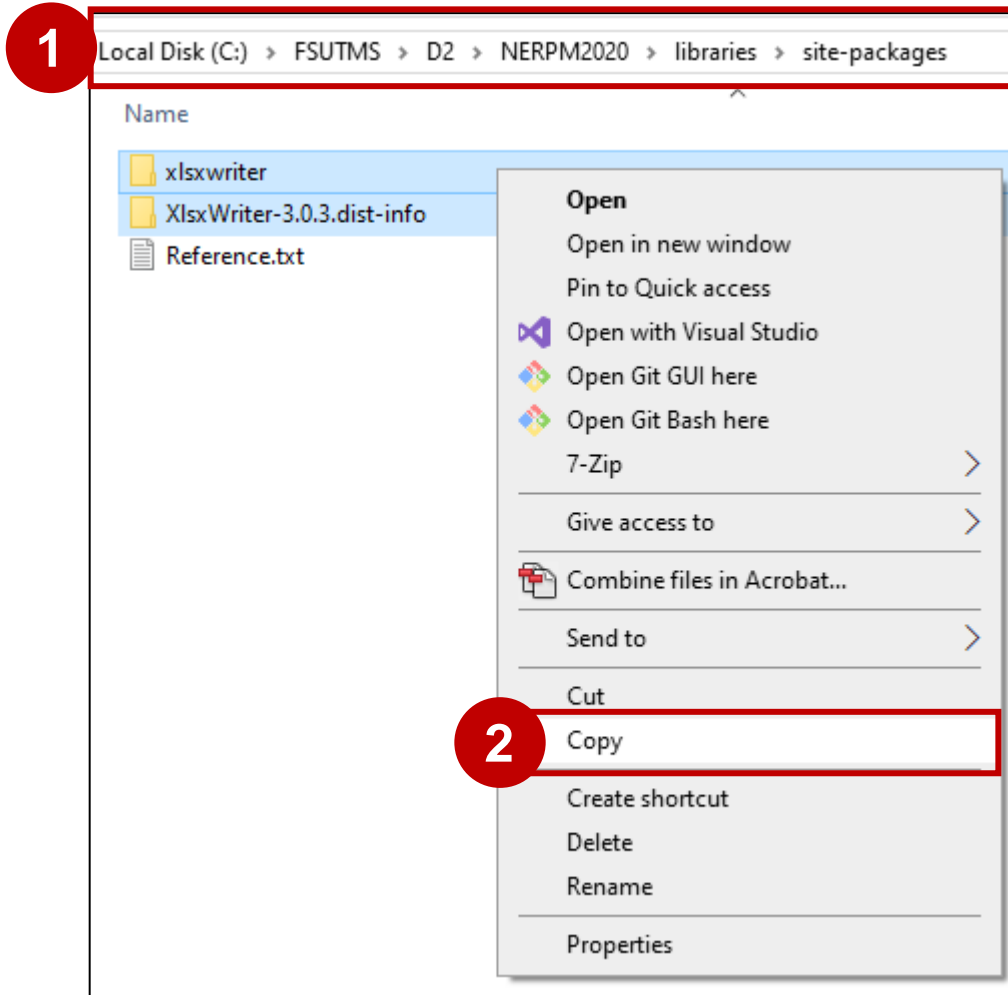 1
Local Disk (C:) > FSUTMS > D2 > NERPM2020 > libraries > site-packages
Name
xlsxwriter
XlsxWriter-3.0.3.dist-info
Reference.txt
Open
Open in new window
Pin to Quick access
Open with Visual Studio
Open Git GUI here
Open Git Bash here
7-Zip >
Give access to >
Combine files in Acrobat...
Send to >
Cut
2
Copy
Create shortcut
Delete
Rename
Properties